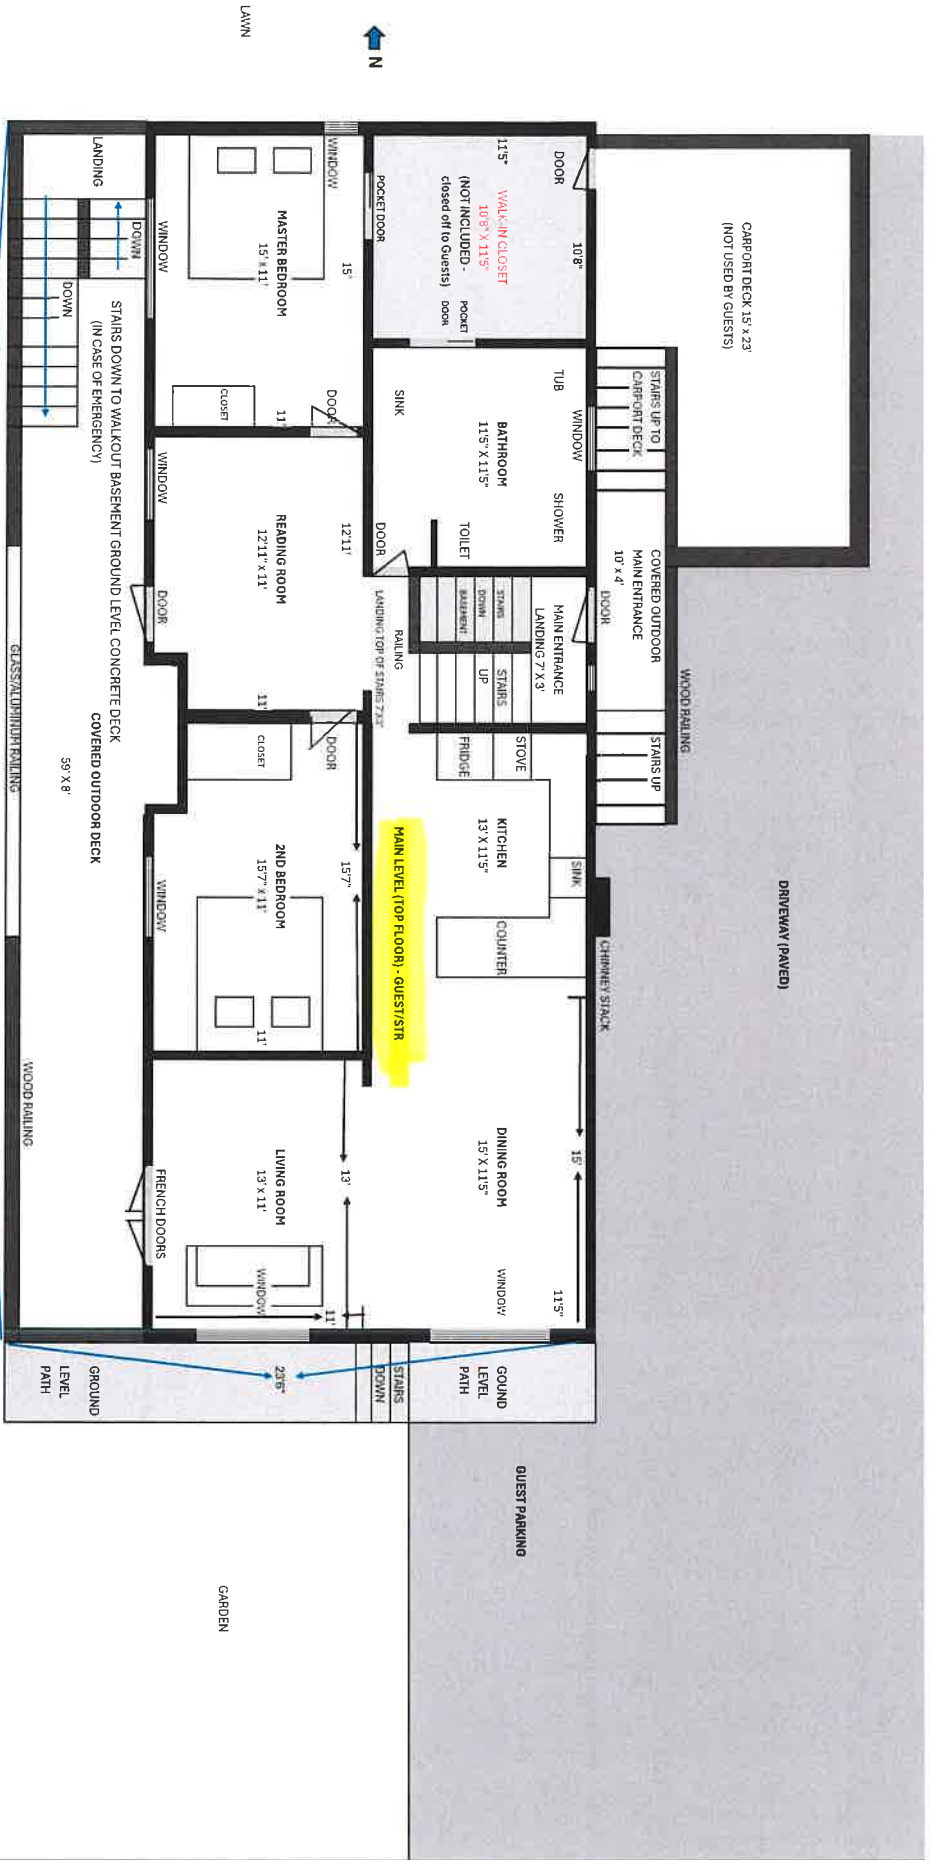 LAWN
N
CARPORT DECK 15' x 23'
(NOT USED BY GUESTS)
DOOR
10'8"
11'5"
WALK-IN CLOSET
10'8" X 11'5"
(NOT INCLUDED -
closed off to Guests)
POCKET
DOOR
POCKET DOOR
WINDOW
MASTER BEDROOM
15' X 11'
15'
CLOSET
11'
DOOR
WINDOW
LANDING
DOWN
DOWN
STAIRS DOWN TO WALKOUT BASEMENT GROUND LEVEL CONCRETE DECK
(IN CASE OF EMERGENCY)
STAIRS UP TO
CARPORT DECK
TUB
WINDOW
SINK
BATHROOM
11'5" X 11'5"
SHOWER
TOILET
DOOR
COVERED OUTDOOR
MAIN ENTRANCE
10' x 4'
DOOR
WOOD RAILING
STAIRS UP
MAIN ENTRANCE
LANDING 7' X 3'
STAIRS
DOWN
BASEMENT
STAIRS
UP
RAILING
LANDING TOP OF STAIRS 7'X3'
READING ROOM
12'11" x 11'
12'11'
11'
WINDOW
DOOR
STOVE
FRIDGE
KITCHEN
13' X 11'5"
SINK
COUNTER
CHIMNEY STACK
DRIVEWAY (PAVED)
MAIN LEVEL (TOP FLOOR) - GUEST/STR
DOOR
CLOSET
2ND BEDROOM
15'7" x 11'
15'7"
11'
WINDOW
COVERED OUTDOOR DECK
59' X 8'
GLASS/ALUMINUM RAILING
WOOD RAILING
DINING ROOM
15' X 11'5"
15'
11'5"
WINDOW
LIVING ROOM
13' x 11'
13'
11'
WINDOW
FRENCH DOORS
GOUND
LEVEL
PATH
STAIRS
DOWN
23'6"
GROUND
LEVEL
PATH
GUEST PARKING
GARDEN